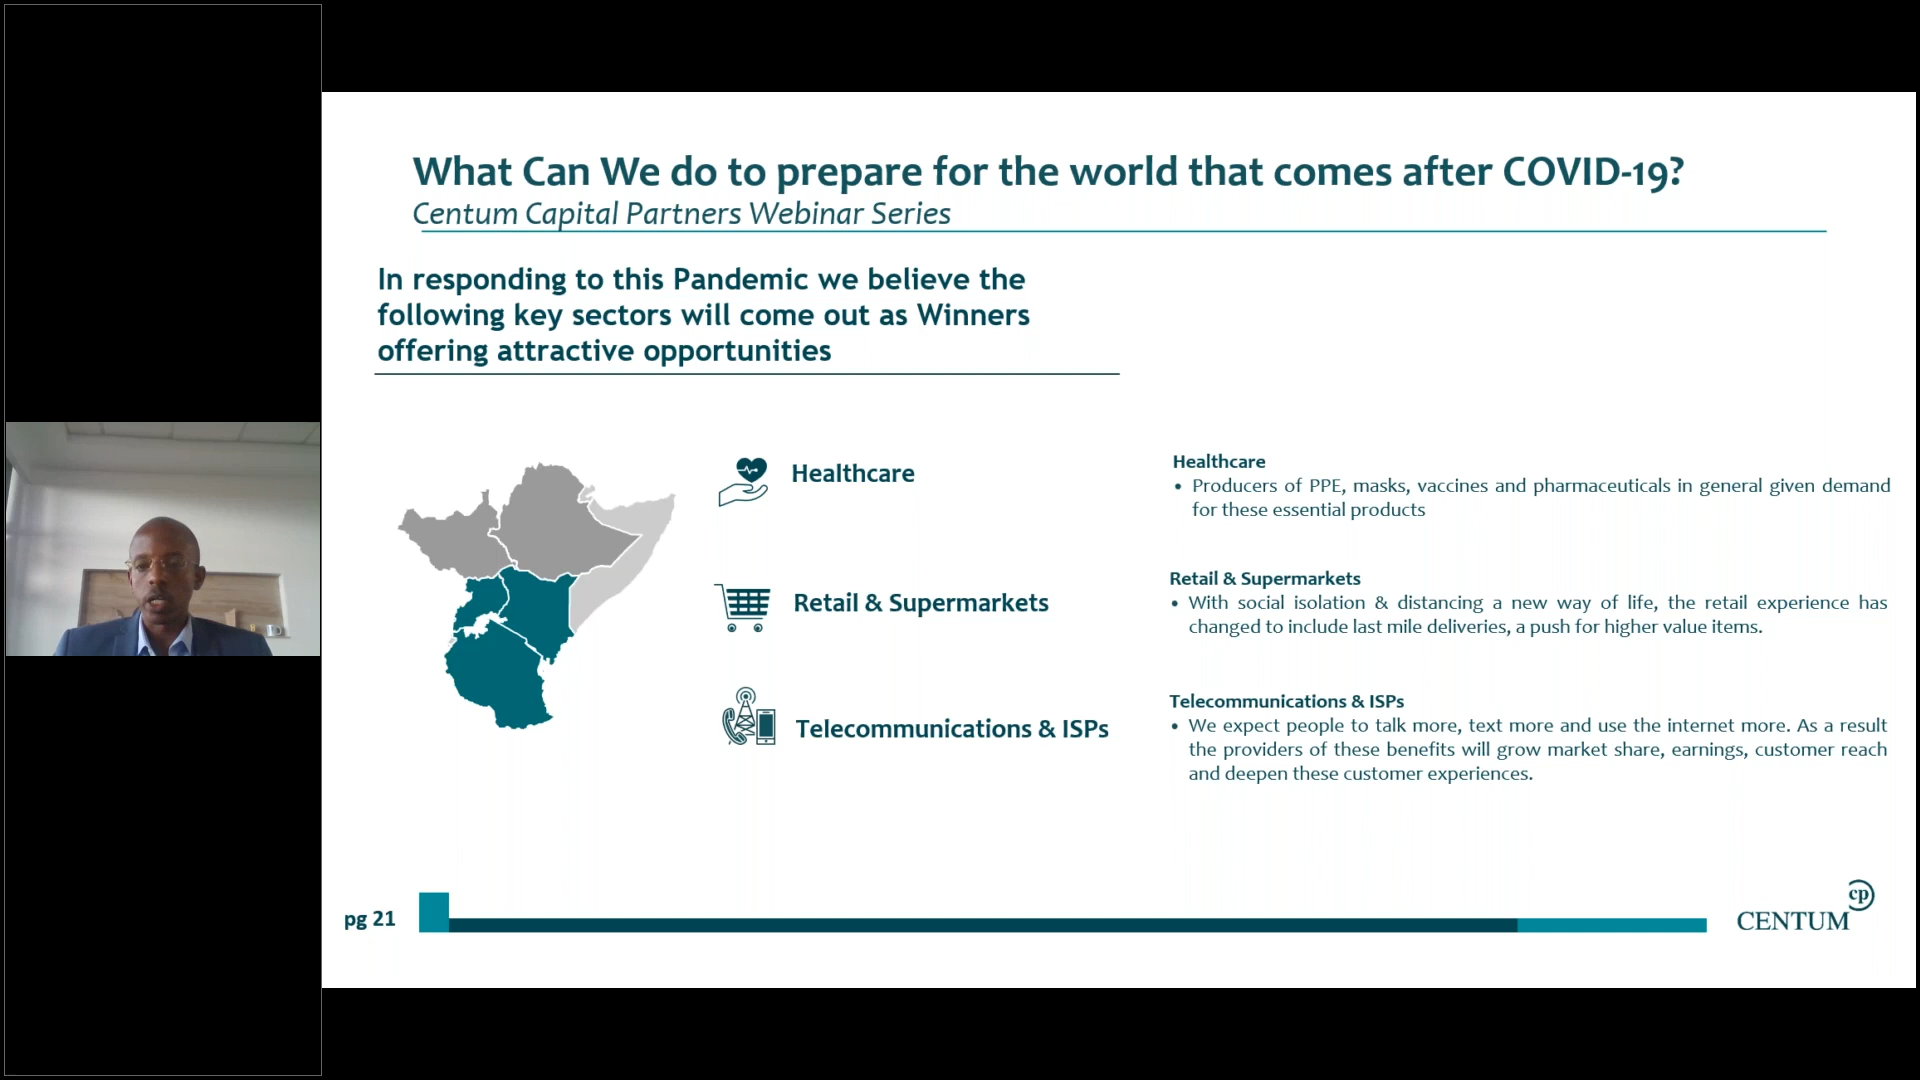 What Can We do to prepare for the world that comes after COVID-19?
Centum Capital Partners Webinar Series
In responding to this Pandemic we believe the
following key sectors will come out as Winners
offering attractive opportunities
Healthcare
Retail & Supermarkets
Telecommunications & ISPs
Healthcare
• Producers of PPE, masks, vaccines and pharmaceuticals in general given demand
for these essential products
Retail & Supermarkets
• With social isolation & distancing a new way of life, the retail experience has
changed to include last mile deliveries, a push for higher value items.
Telecommunications & ISPs
• We expect people to talk more, text more and use the internet more. As a result
the providers of these benefits will grow market share, earnings, customer reach
and deepen these customer experiences.
pg 21
cp
CENTUM